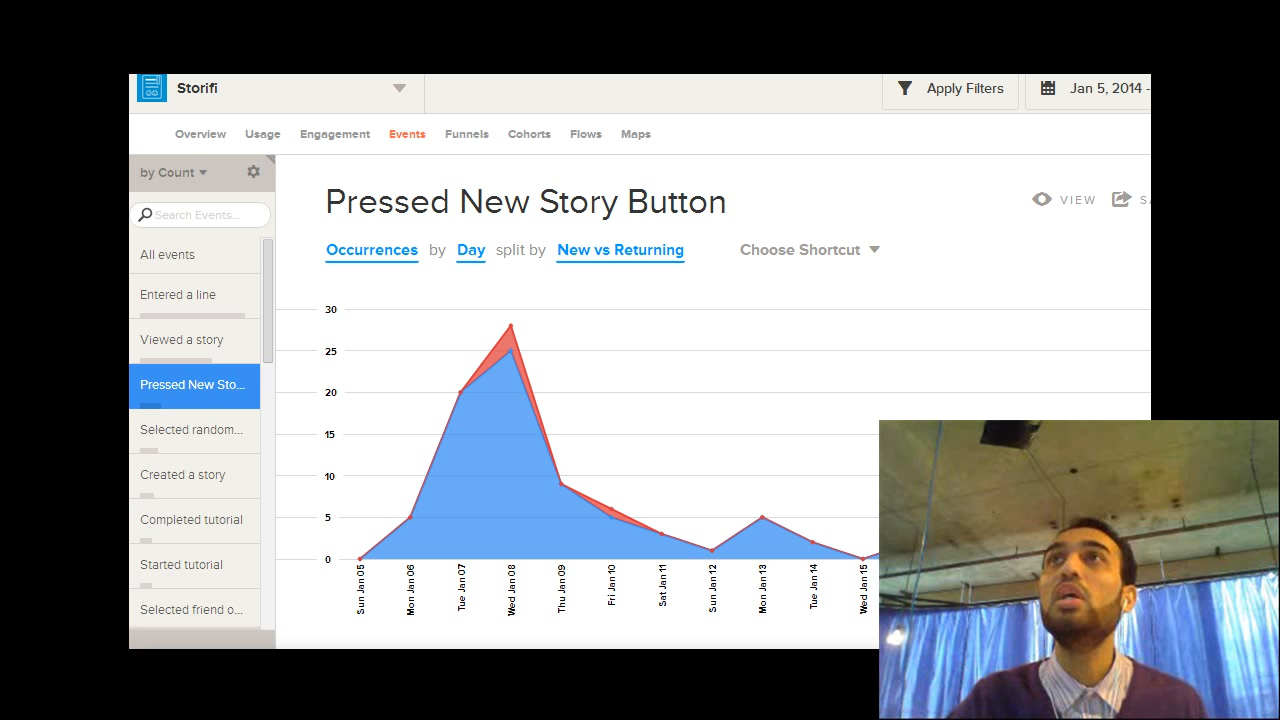 Storifi
Apply Filters
Jan 5, 2014 -
Overview Usage Engagement Events Funnels Cohorts Flows Maps
by Count
Search Events...
All events
Entered a line
Viewed a story
Pressed New Sto...
Selected random...
Created a story
Completed tutorial
Started tutorial
Selected friend o...
Pressed New Story Button
VIEW
Occurrences by Day split by New vs Returning
Choose Shortcut
30
25
20
15
10
5
0
Sun Jan 05
Mon Jan 06
Tue Jan 07
Wed Jan 08
Thu Jan 09
Fri Jan 10
Sat Jan 11
Sun Jan 12
Mon Jan 13
Tue Jan 14
Wed Jan 15